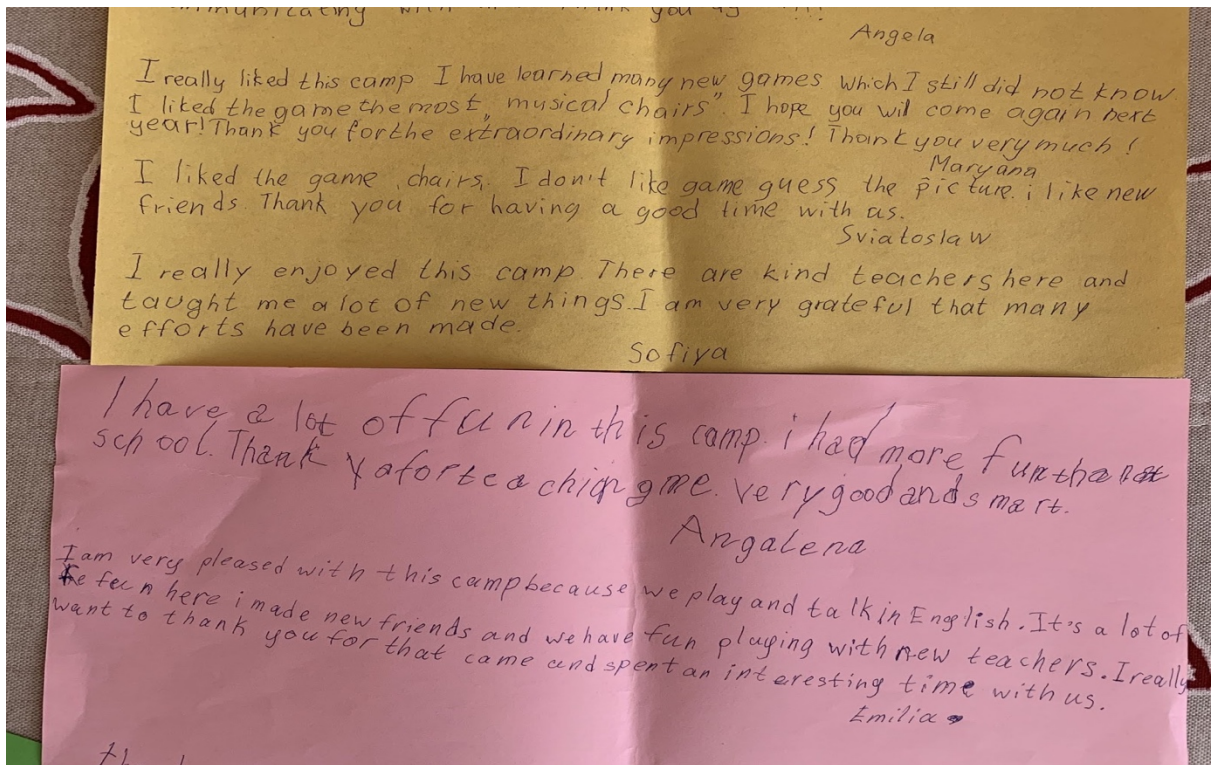 you
Angela
I really liked this camp I have learned many new games which I still did not know
I liked the game the most „musical chairs" I hope you will come again next
year! Thank you for the extraordinary impressions! Thank you very much!
Maryana
I liked the game „chairs„ I don't like game guess the picture. i like new
friends. Thank you for having a good time with us.
Sviatoslaw
I really enjoyed this camp. There are kind teachers here and
taught me a lot of new things. I am very grateful that many
efforts have been made.
Sofiya
I have a lot of fun in this camp. i had more fun than at
school. Thank ya for teaching me. very good and smart.
Angalena
I am very pleased with this camp because we play and talk in English. It's a lot of
fun here i made new friends and we have fun playing with new teachers. I really
want to thank you for that came and spent an interesting time with us.
Emilia